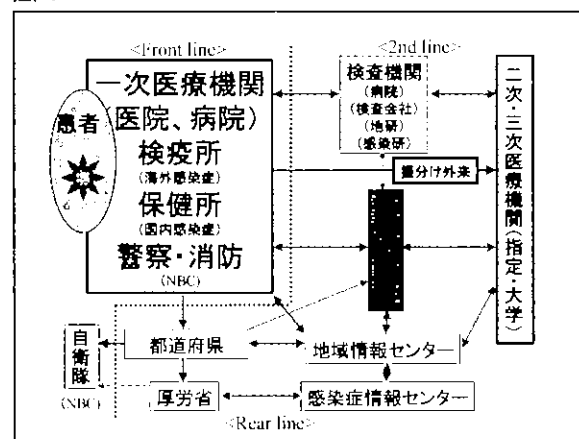 <Front line>
<2nd line>
患者
一次医療機関
(医院、病院)
検疫所
(海外感染症)
保健所
(国内感染症)
警察・消防
(NBC)
検査機関
(病院)
(検査会社)
(地研)
(感染研)
振分け外来
二次・三次医療機関(指定・大学)
自衛隊
(NBC)
都道府県
地域情報センター
厚労省
感染症情報センター
<Rear line>